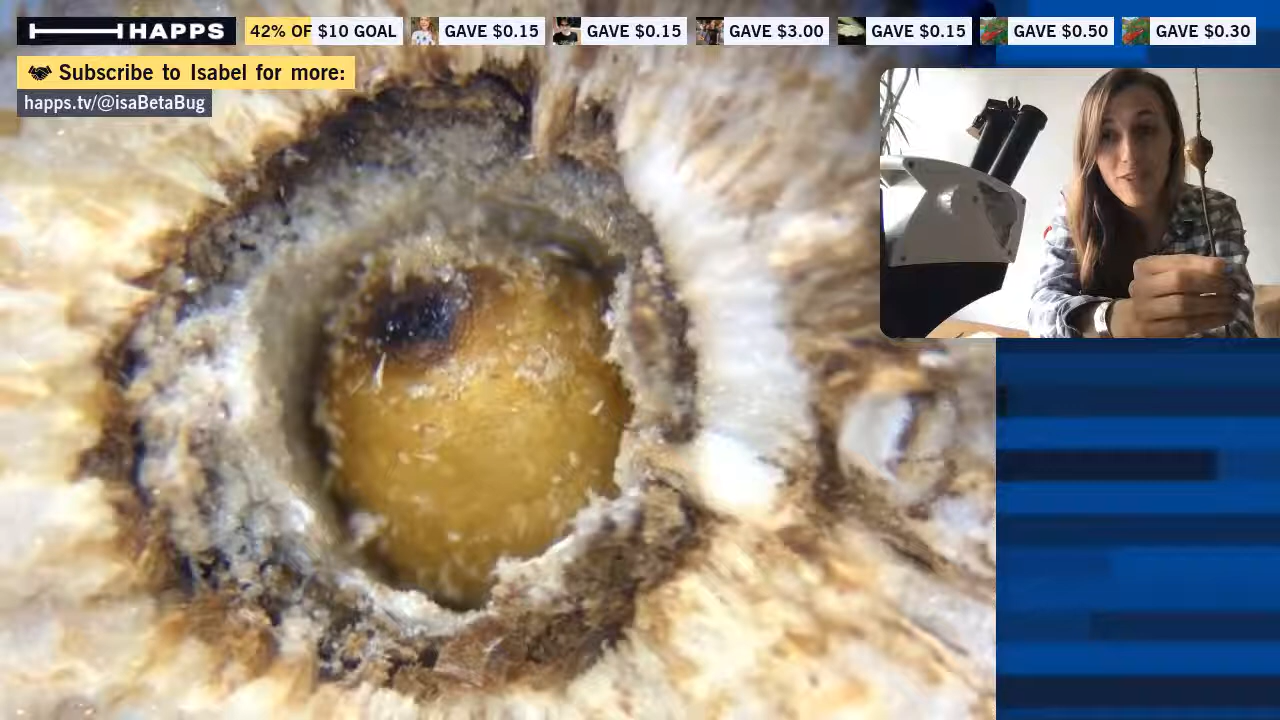 HAPPS
42% OF $10 GOAL
GAVE $0.15
GAVE $0.15
GAVE $3.00
GAVE $0.15
GAVE $0.50
GAVE $0.30
Subscribe to Isabel for more:
happs.tv/@isaBetaBug